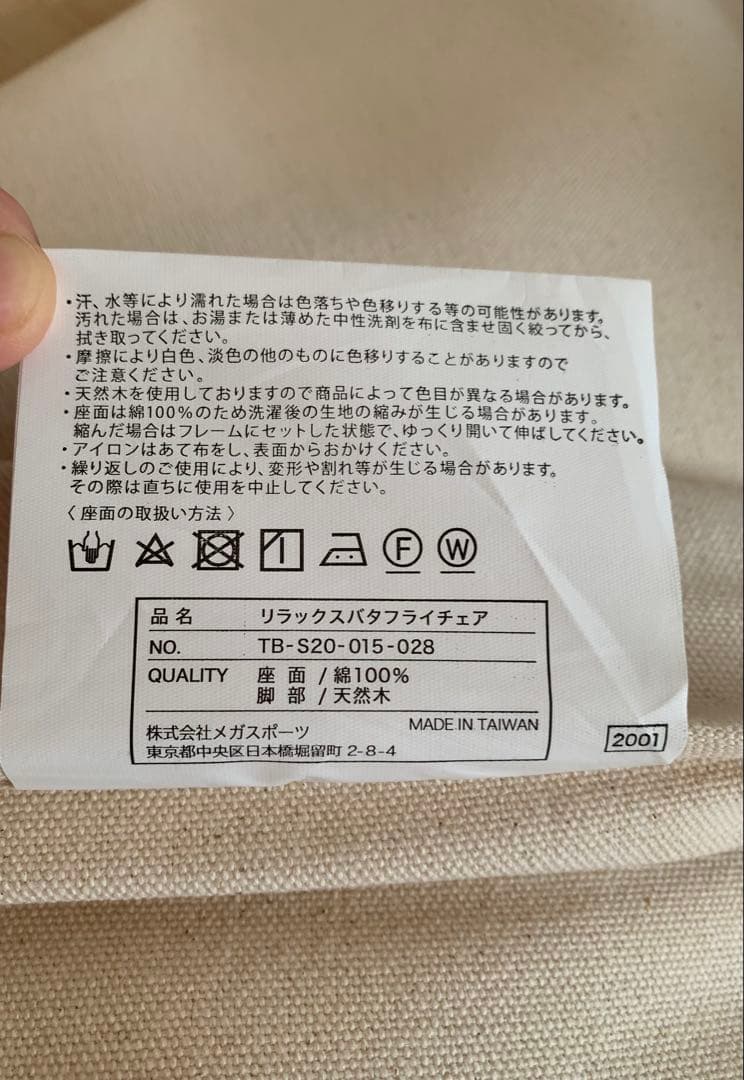 ・汗、水等により濡れた場合は色落ちや色移りする等の可能性があります。
汚れた場合は、お湯または薄めた中性洗剤を布に含ませ固く絞ってから、
拭き取ってください。
・摩擦により白色、淡色の他のものに色移りすることがありますので
ご注意ください。
・天然木を使用しておりますので商品によって色目が異なる場合があります。
・座面は綿100%のため洗濯後の生地の縮みが生じる場合があります。
縮んだ場合はフレームにセットした状態で、ゆっくり開いて伸ばしてください。
・アイロンはあて布をし、表面からおかけください。
・繰り返しのご使用により、変形や割れ等が生じる場合があります。
その際は直ちに使用を中止してください。
〈 座面の取扱い方法 〉
F W
品名 リラックスバタフライチェア
NO. TB-S20-015-028
QUALITY 座 面 / 綿100%
脚 部 / 天然木
株式会社メガスポーツ MADE IN TAIWAN
東京都中央区日本橋堀留町 2-8-4
2001